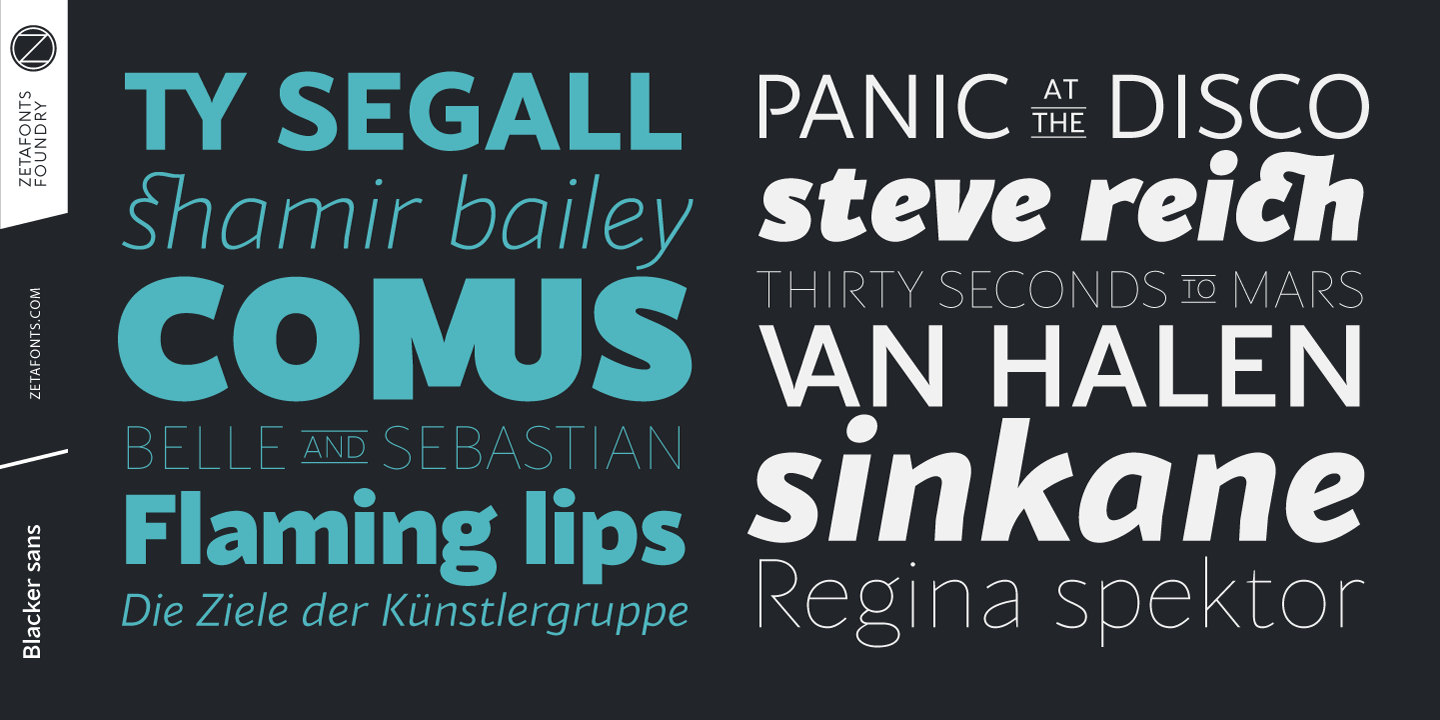 ZETAFONTS
FOUNDRY
ZETAFONTS.COM
Blacker sans
TY SEGALL
shamir bailey
COMUS
BELLE AND SEBASTIAN
Flaming lips
Die Ziele der Künstlergruppe
PANIC AT THE DISCO
steve reich
THIRTY SECONDS TO MARS
VAN HALEN
sinkane
Regina spektor